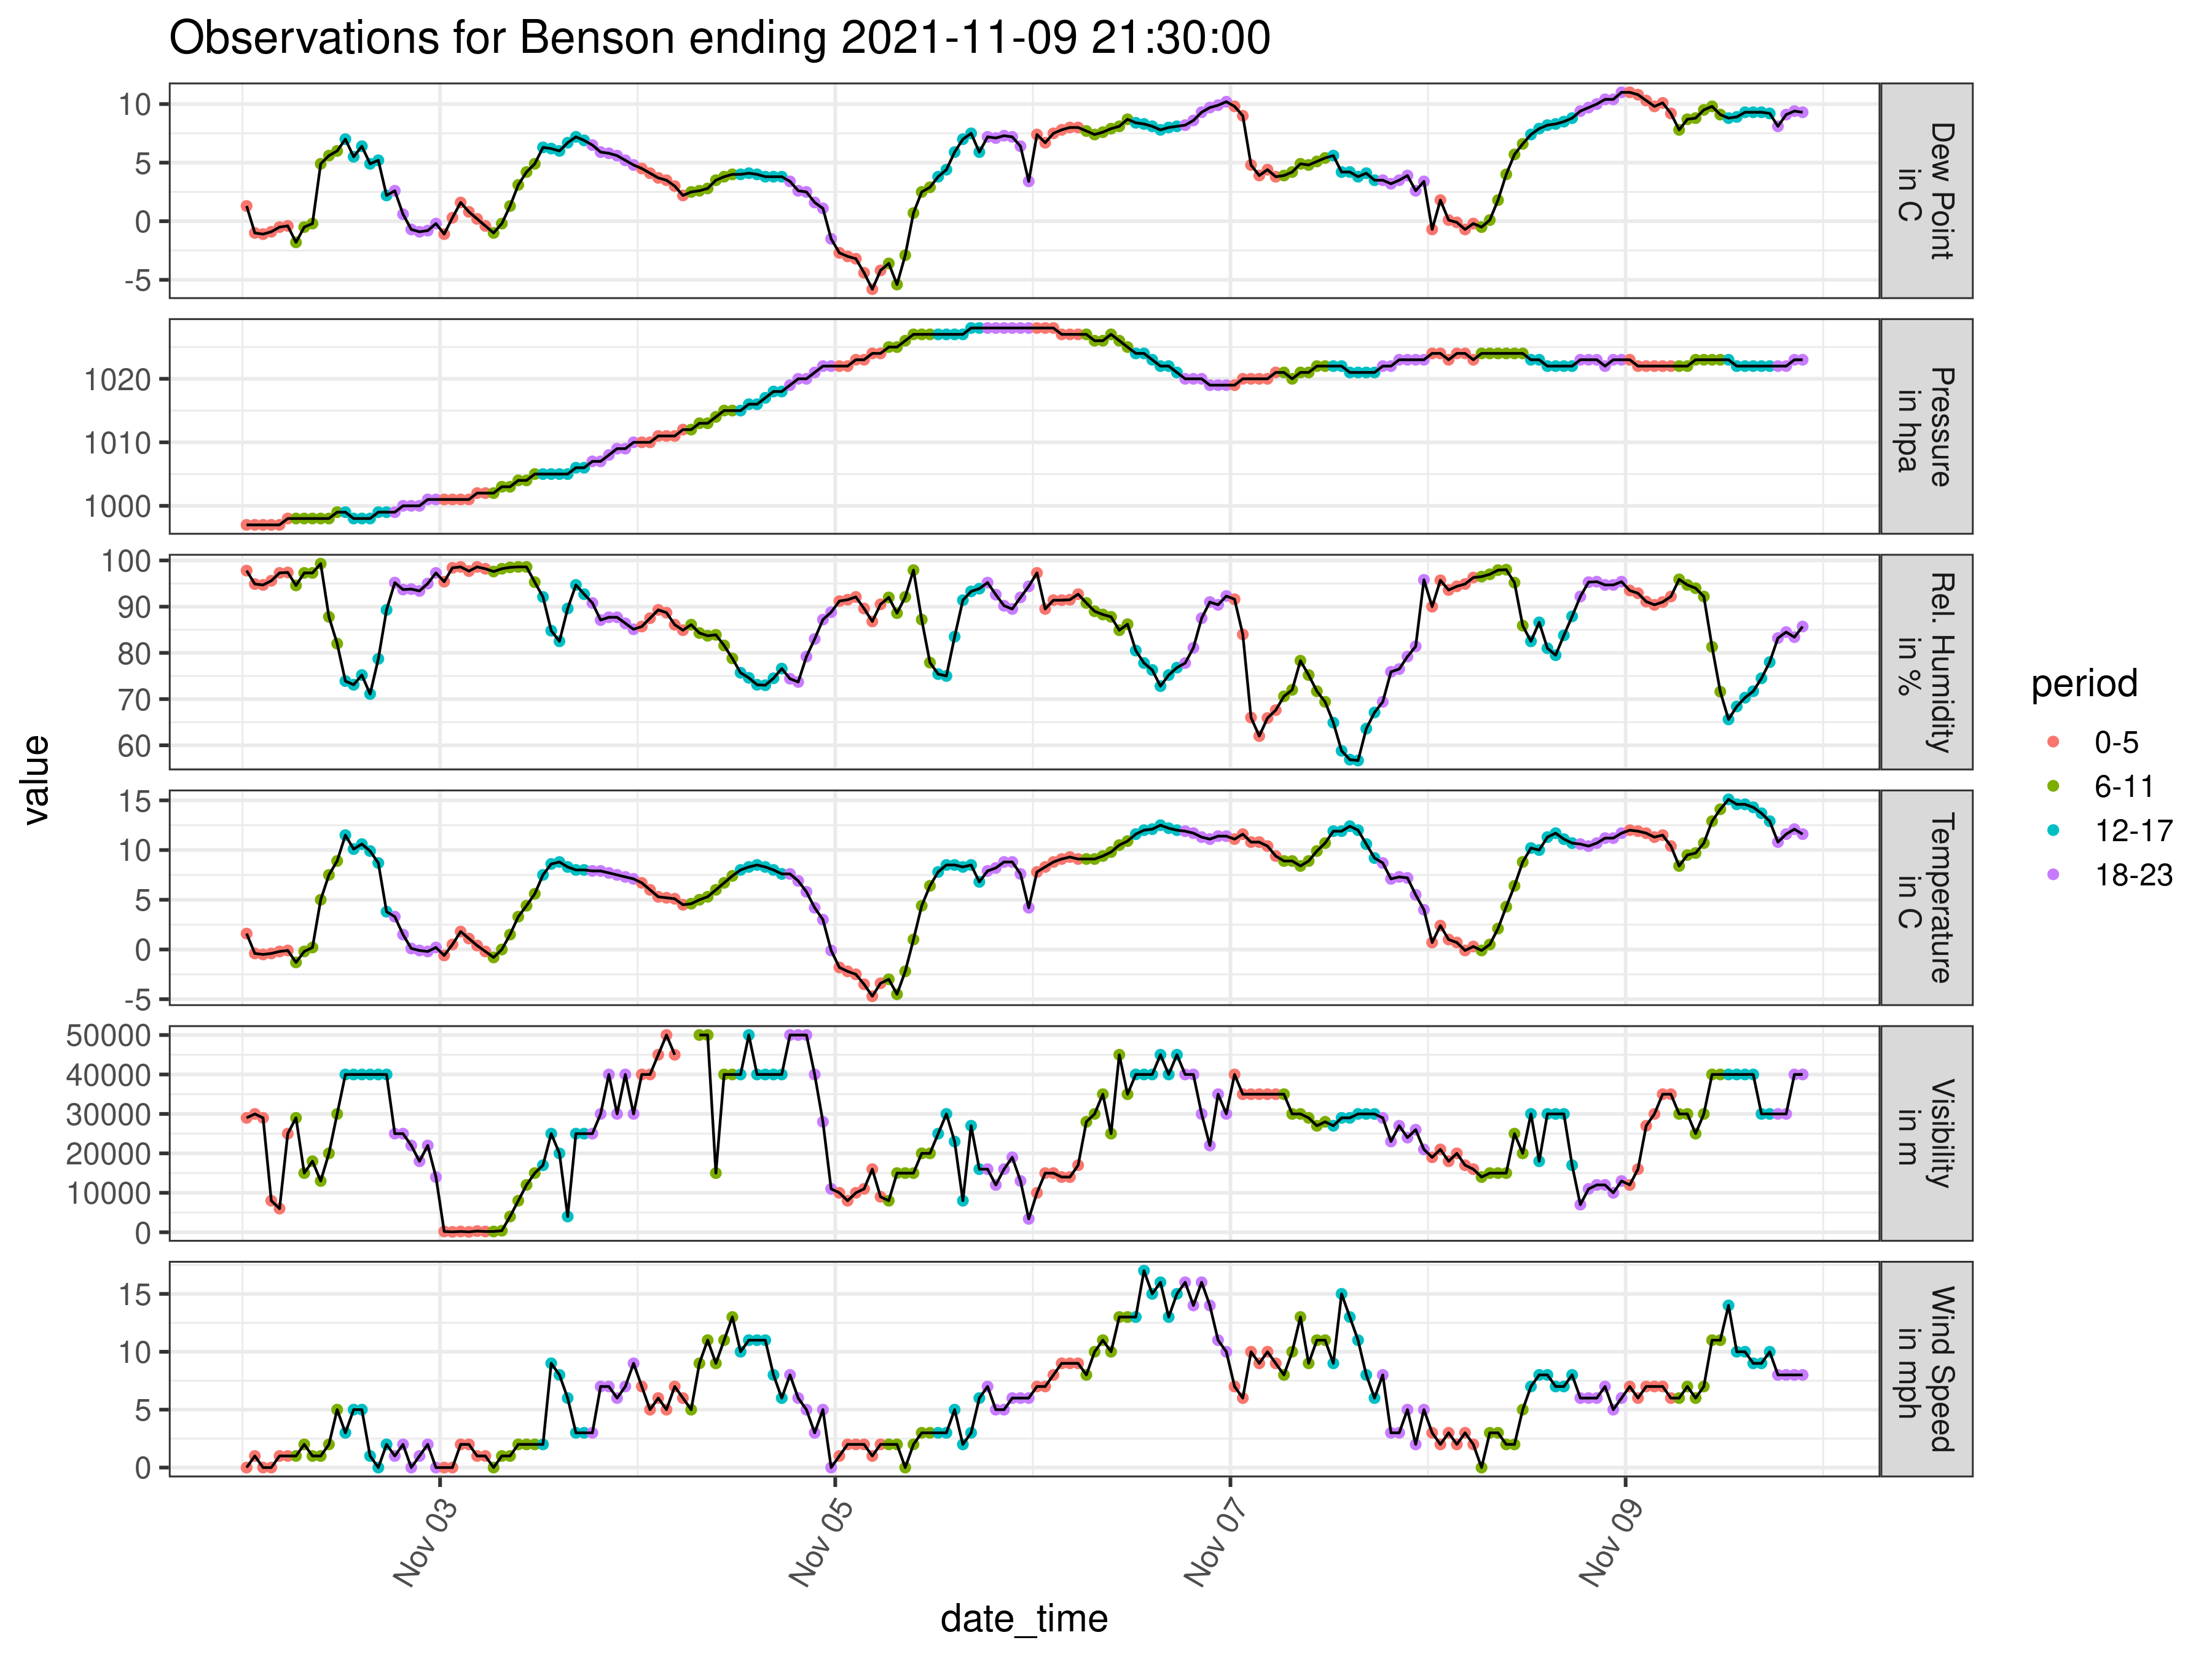 Observations for Benson ending 2021-11-09 21:30:00
value
10
5
0
-5
Dew Point
in C
1020
1010
1000
Pressure
in hpa
100
90
80
70
60
Rel. Humidity
in %
15
10
5
0
-5
Temperature
in C
50000
40000
30000
20000
10000
0
Visibility
in m
15
10
5
0
Wind Speed
in mph
Nov 03
Nov 05
Nov 07
Nov 09
date_time
period
0-5
6-11
12-17
18-23